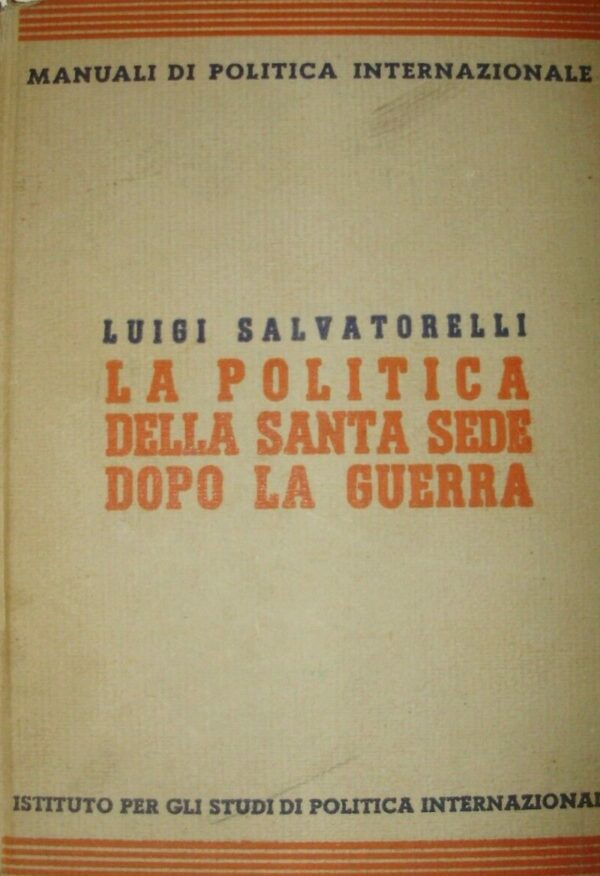 MANUALI DI POLITICA INTERNAZIONALE
LUIGI SALVATORELLI
LA POLITICA
DELLA SANTA SEDE
DOPO LA GUERRA
ISTITUTO PER GLI STUDI DI POLITICA INTERNAZIONAL